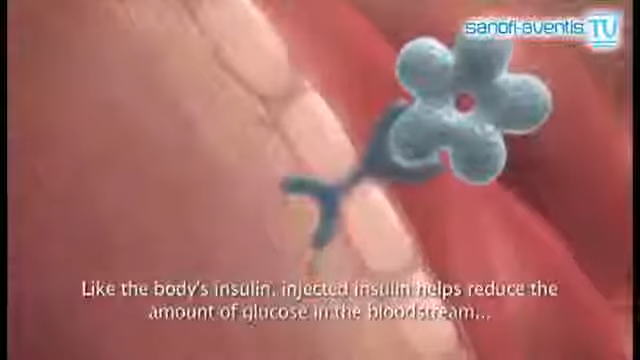 sanofi aventis TV
Like the body's insulin, injected insulin helps reduce the
amount of glucose in the bloodstream...